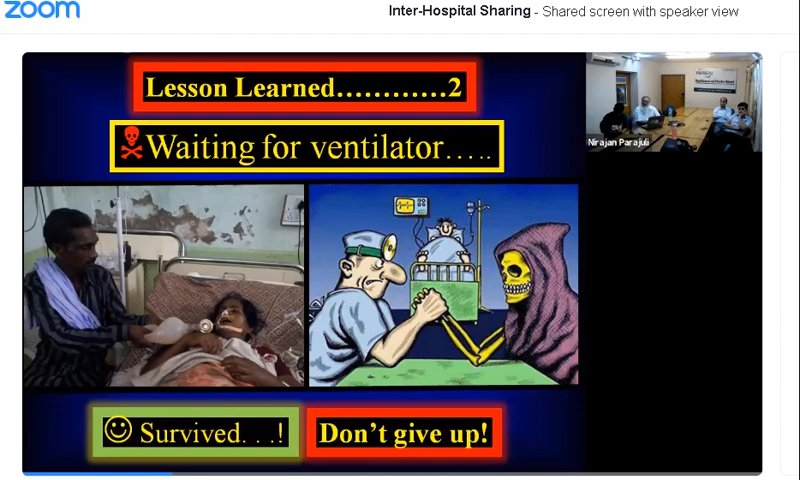 zoom
Inter-Hospital Sharing - Shared screen with speaker view
Lesson Learned............2
Waiting for ventilator.....
Nirajan Parajuli
Survived...!
Don't give up!